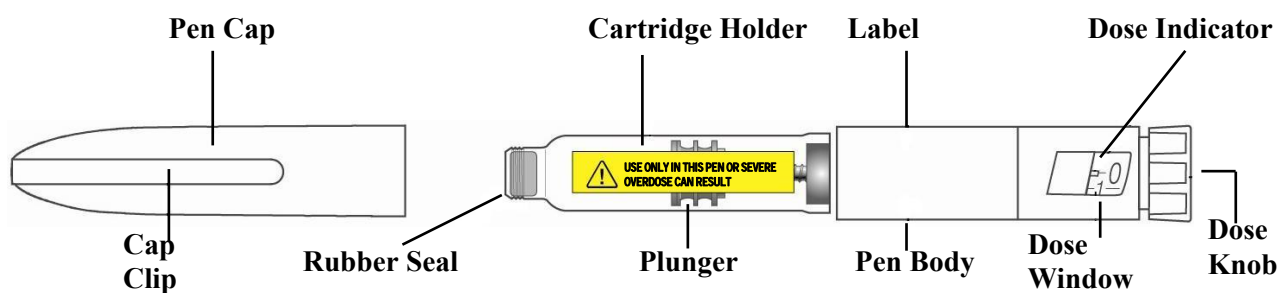 Pen Cap
Cartridge Holder
Label
Dose Indicator
USE ONLY IN THIS PEN OR SEVERE
OVERDOSE CAN RESULT
0
1
Cap
Clip
Rubber Seal
Plunger
Pen Body
Dose
Window
Dose
Knob